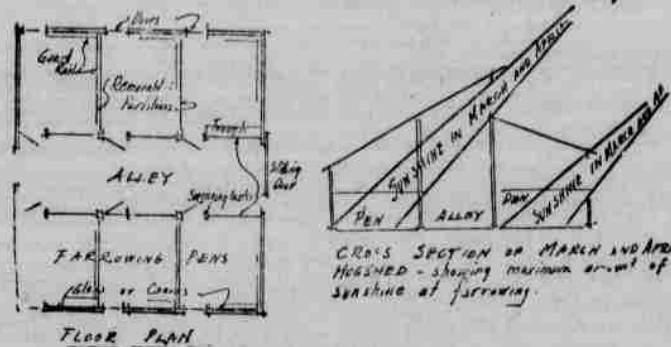 Doors
Guard
Rails
Removable
Partitions
Trough
ALLEY
Sliding
Door
Swinging
FARROWING PENS
Glass or Canvas
FLOOR PLAN
SUNSHINE IN MARCH AND APRIL
PEN
ALLEY
PEN
SUNSHINE IN MARCH AND AP
CROSS SECTION OF MARCH AND APRIL
HOGSHED - showing maximum amount of
sunshine at farrowing.